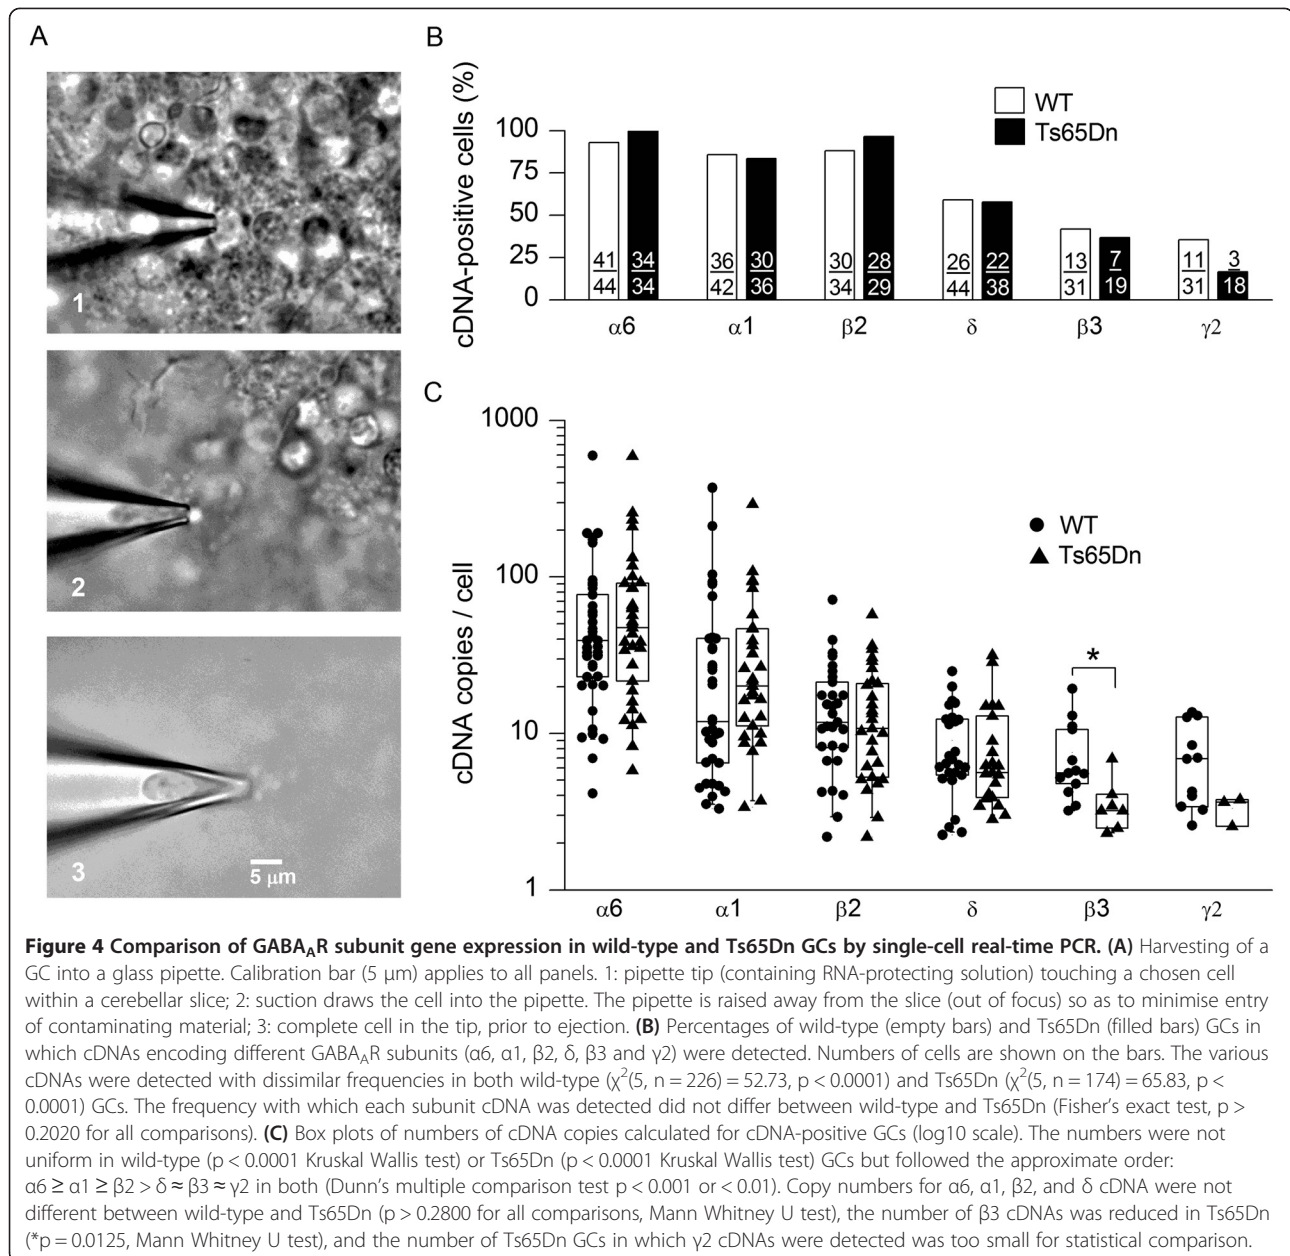 A
1
2
3
5 μm
B
cDNA-positive cells (%)
100
75
50
25
0
WT
Ts65Dn
41 34 36 30 30 28 26 22 13 7 11 3
44 34 42 36 34 29 44 38 31 19 31 18
α6 α1 β2 δ β3 γ2
C
cDNA copies / cell
1000
100
10
1
WT
Ts65Dn
*
α6 α1 β2 δ β3 γ2
Figure 4 Comparison of GABA_AR subunit gene expression in wild-type and Ts65Dn GCs by single-cell real-time PCR. (A) Harvesting of a
GC into a glass pipette. Calibration bar (5 μm) applies to all panels. 1: pipette tip (containing RNA-protecting solution) touching a chosen cell
within a cerebellar slice; 2: suction draws the cell into the pipette. The pipette is raised away from the slice (out of focus) so as to minimise entry
of contaminating material; 3: complete cell in the tip, prior to ejection. (B) Percentages of wild-type (empty bars) and Ts65Dn (filled bars) GCs in
which cDNAs encoding different GABA_AR subunits (α6, α1, β2, δ, β3 and γ2) were detected. Numbers of cells are shown on the bars. The various
cDNAs were detected with dissimilar frequencies in both wild-type (χ²(5, n = 226) = 52.73, p < 0.0001) and Ts65Dn (χ²(5, n = 174) = 65.83, p <
0.0001) GCs. The frequency with which each subunit cDNA was detected did not differ between wild-type and Ts65Dn (Fisher's exact test, p >
0.2020 for all comparisons). (C) Box plots of numbers of cDNA copies calculated for cDNA-positive GCs (log10 scale). The numbers were not
uniform in wild-type (p < 0.0001 Kruskal Wallis test) or Ts65Dn (p < 0.0001 Kruskal Wallis test) GCs but followed the approximate order:
α6 ≥ α1 ≥ β2 > δ ≈ β3 ≈ γ2 in both (Dunn's multiple comparison test p < 0.001 or < 0.01). Copy numbers for α6, α1, β2, and δ cDNA were not
different between wild-type and Ts65Dn (p > 0.2800 for all comparisons, Mann Whitney U test), the number of β3 cDNAs was reduced in Ts65Dn
(*p = 0.0125, Mann Whitney U test), and the number of Ts65Dn GCs in which γ2 cDNAs were detected was too small for statistical comparison.